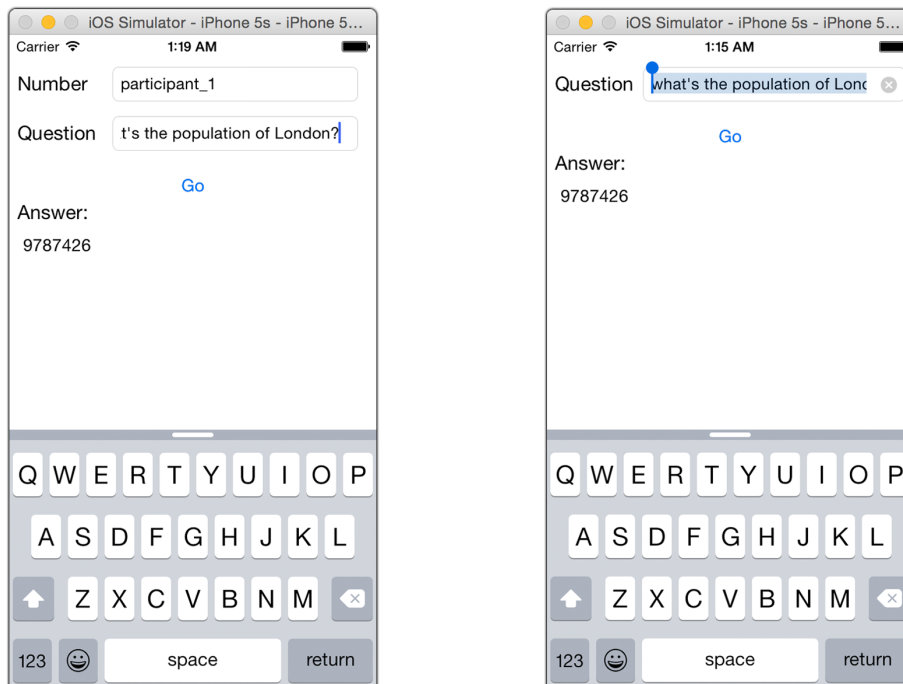 iOS Simulator - iPhone 5s - iPhone 5...
Carrier 1:19 AM
Number participant_1
Question t's the population of London?
Go
Answer:
9787426
Q W E R T Y U I O P
A S D F G H J K L
Z X C V B N M
123 space return
iOS Simulator - iPhone 5s - iPhone 5...
Carrier 1:15 AM
Question what's the population of Lond
Go
Answer:
9787426
Q W E R T Y U I O P
A S D F G H J K L
Z X C V B N M
123 space return